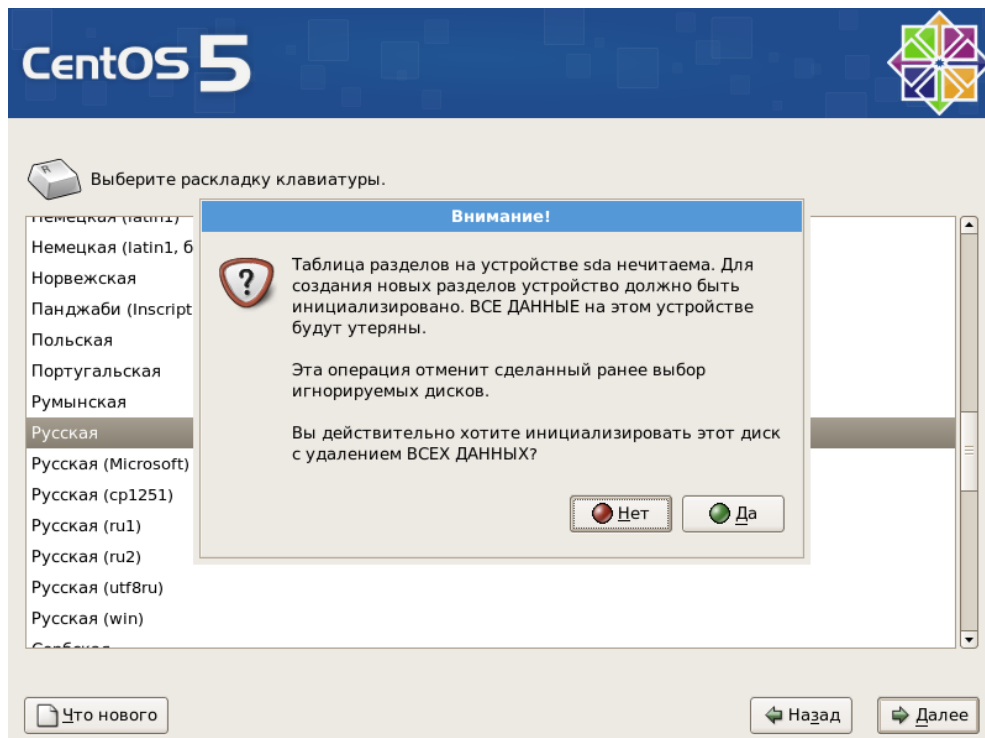 CentOS 5
Выберите раскладку клавиатуры.
Немецкая (latin1)
Немецкая (latin1, б
Норвежская
Панджаби (Inscript
Польская
Португальская
Румынская
Русская
Русская (Microsoft)
Русская (cp1251)
Русская (ru1)
Русская (ru2)
Русская (utf8ru)
Русская (win)
Внимание!
Таблица разделов на устройстве sda нечитаема. Для
создания новых разделов устройство должно быть
инициализировано. ВСЕ ДАННЫЕ на этом устройстве
будут утеряны.
Эта операция отменит сделанный ранее выбор
игнорируемых дисков.
Вы действительно хотите инициализировать этот диск
с удалением ВСЕХ ДАННЫХ?
Нет
Да
Что нового
Назад
Далее